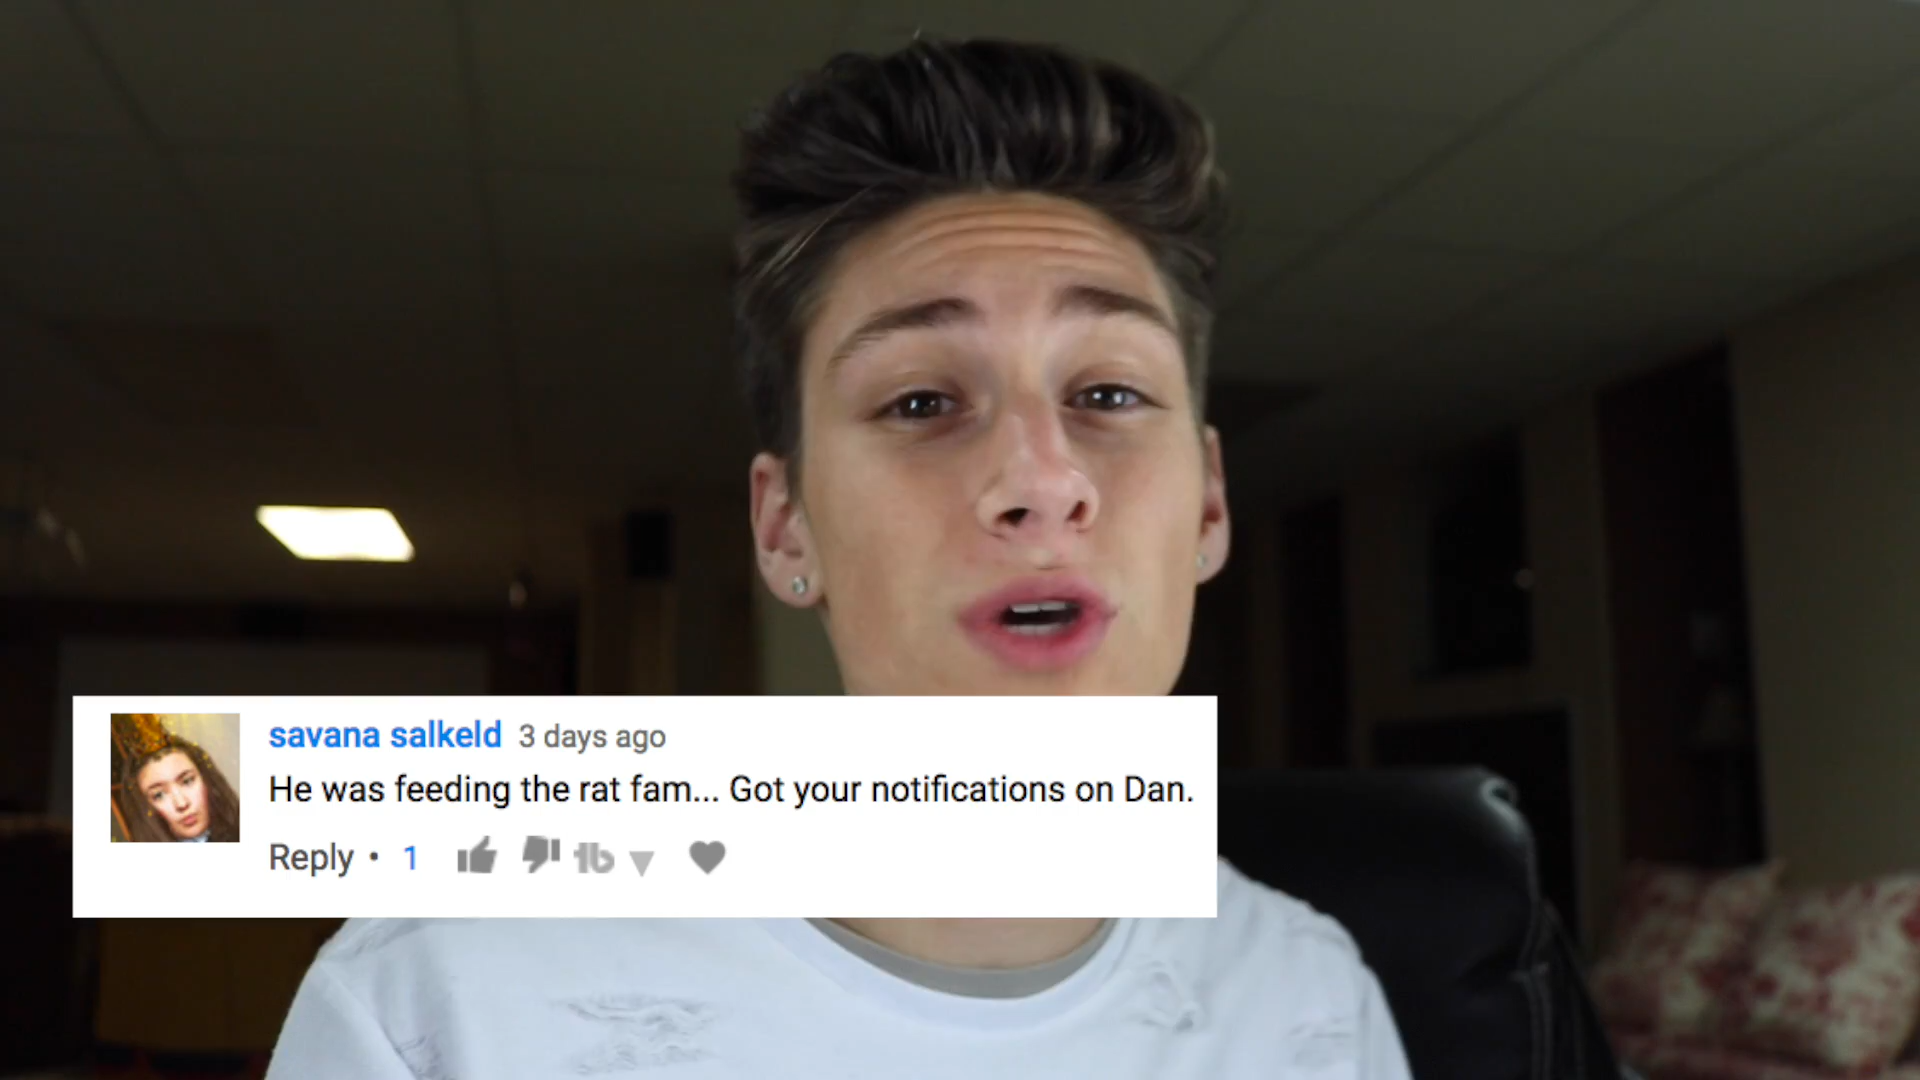 savana salkeld 3 days ago
He was feeding the rat fam... Got your notifications on Dan.
Reply • 1